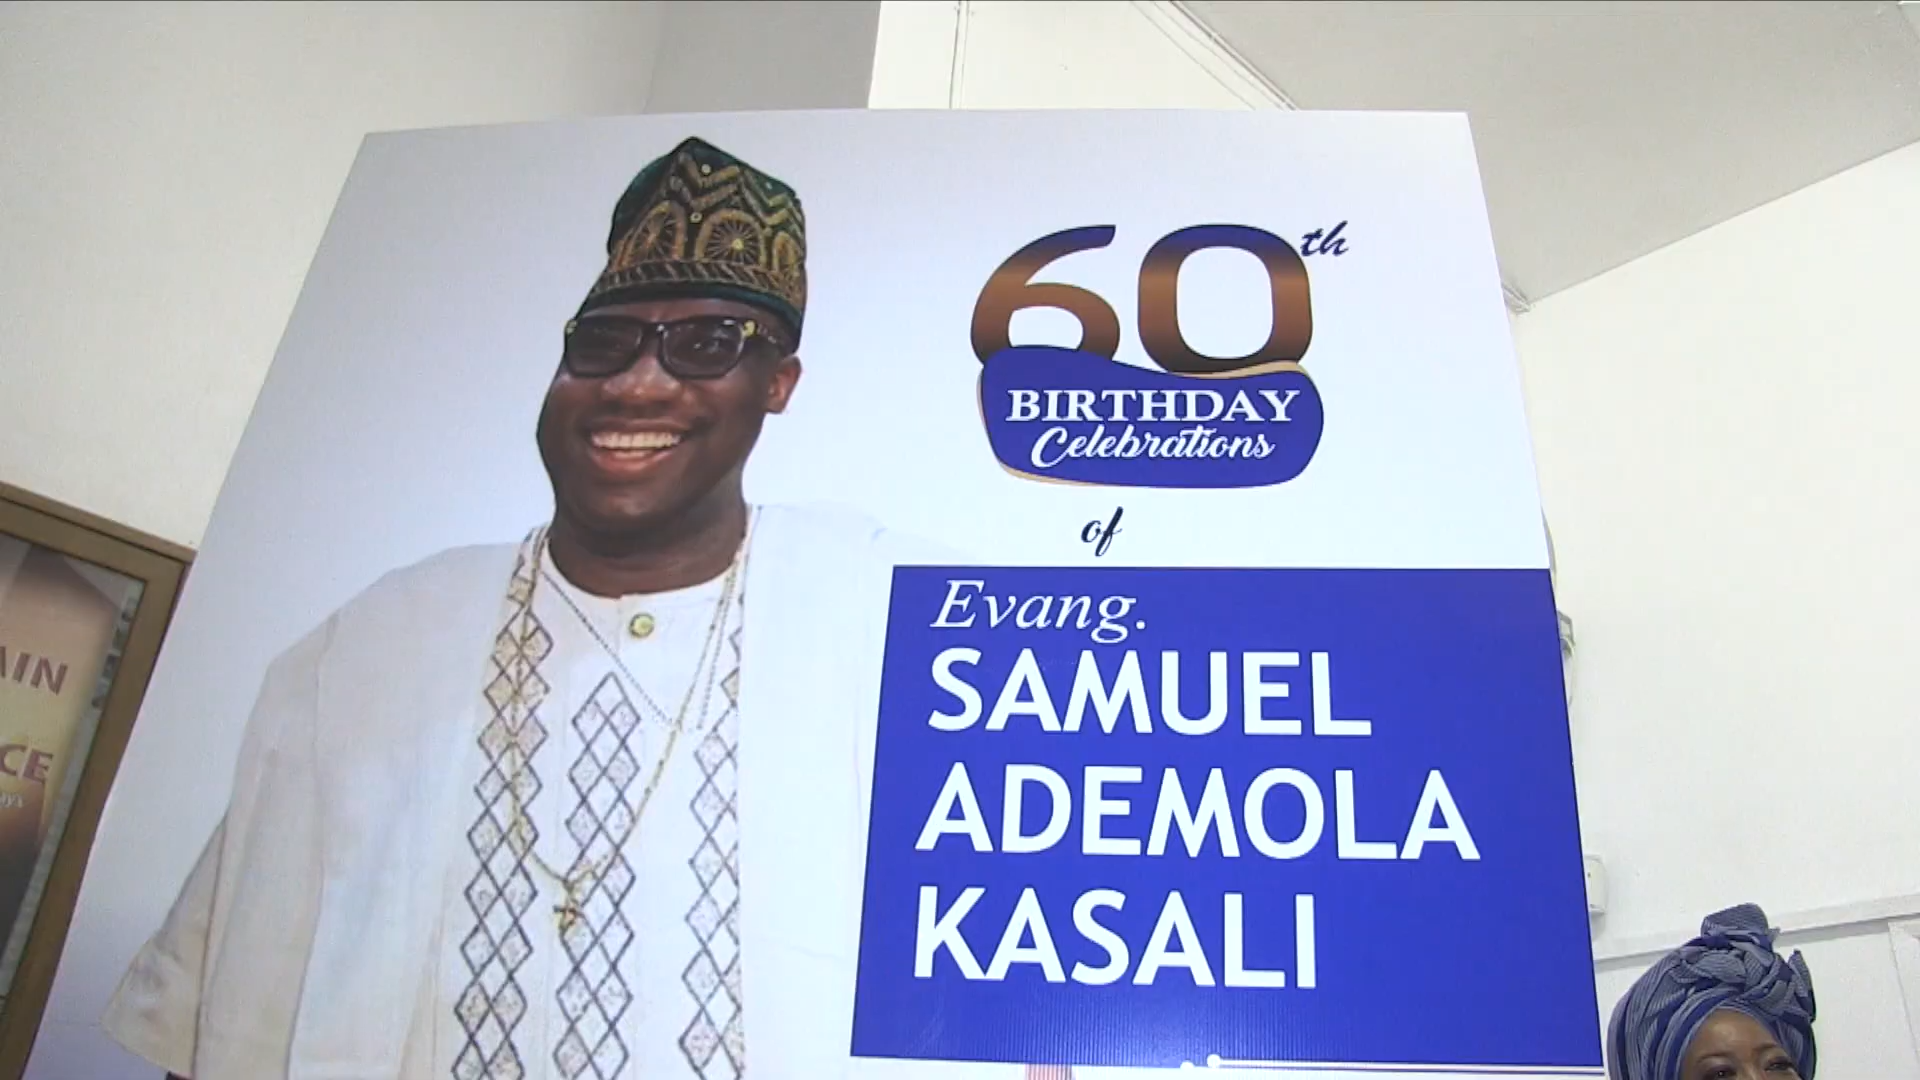 60th
BIRTHDAY
Celebrations
of
Evang.
SAMUEL
ADEMOLA
KASALI